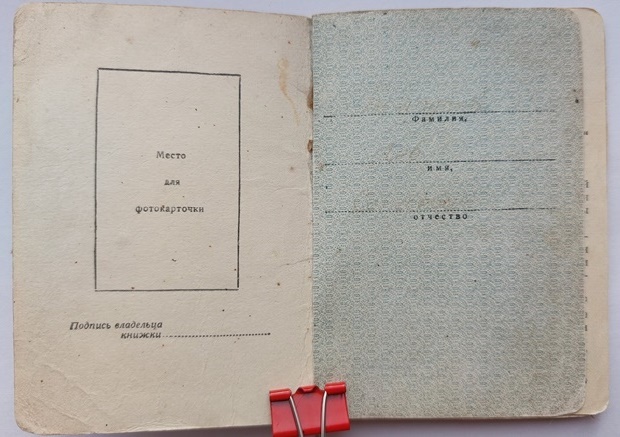 Место
для
фотокарточки
Подпись владельца
книжки
Фамилия,
имя,
отчество